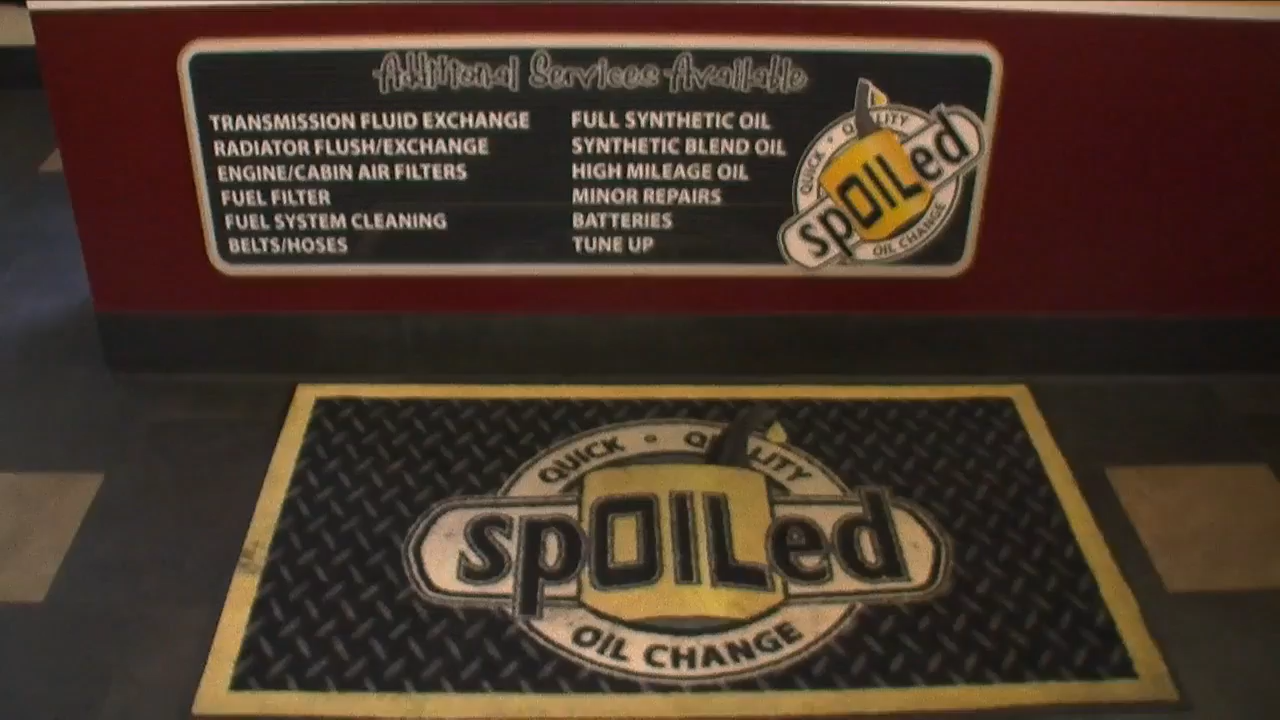 Additional Services Available
TRANSMISSION FLUID EXCHANGE
RADIATOR FLUSH/EXCHANGE
ENGINE/CABIN AIR FILTERS
FUEL FILTER
FUEL SYSTEM CLEANING
BELTS/HOSES
FULL SYNTHETIC OIL
SYNTHETIC BLEND OIL
HIGH MILEAGE OIL
MINOR REPAIRS
BATTERIES
TUNE UP
QUICK • QUALITY
spOILed
OIL CHANGE
QUICK • QUALITY
spOILed
OIL CHANGE